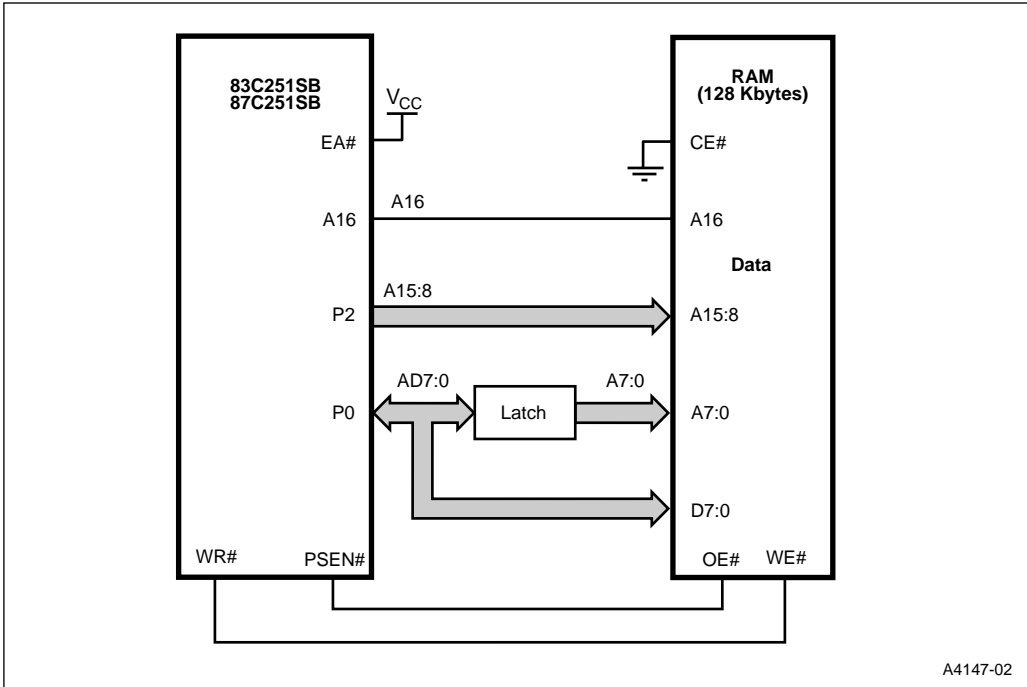 83C251SB
87C251SB
VCC
EA#
A16
A16
A15:8
P2
AD7:0
P0
Latch
A7:0
WR#
PSEN#
RAM
(128 Kbytes)
CE#
A16
Data
A15:8
A7:0
D7:0
OE#
WE#
A4147-02